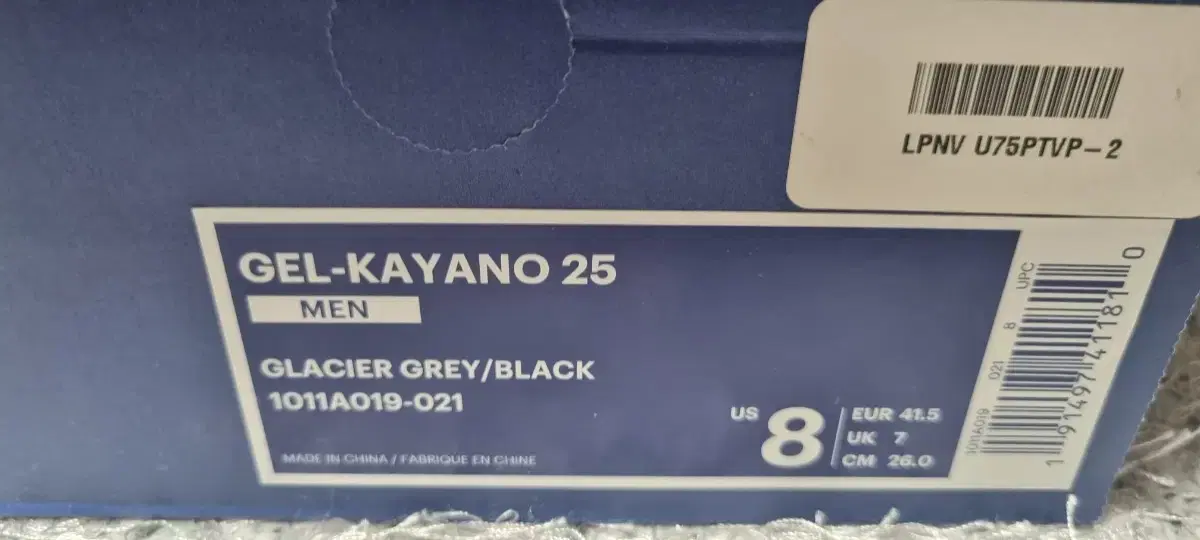 LPNV U75PTVP-2
GEL-KAYANO 25
MEN
GLACIER GREY/BLACK
1011A019-021
MADE IN CHINA / FABRIQUE EN CHINE
US 8
EUR 41.5
UK 7
CM 26.0
1011A019 021 8 UPC
1 91497 41181 0